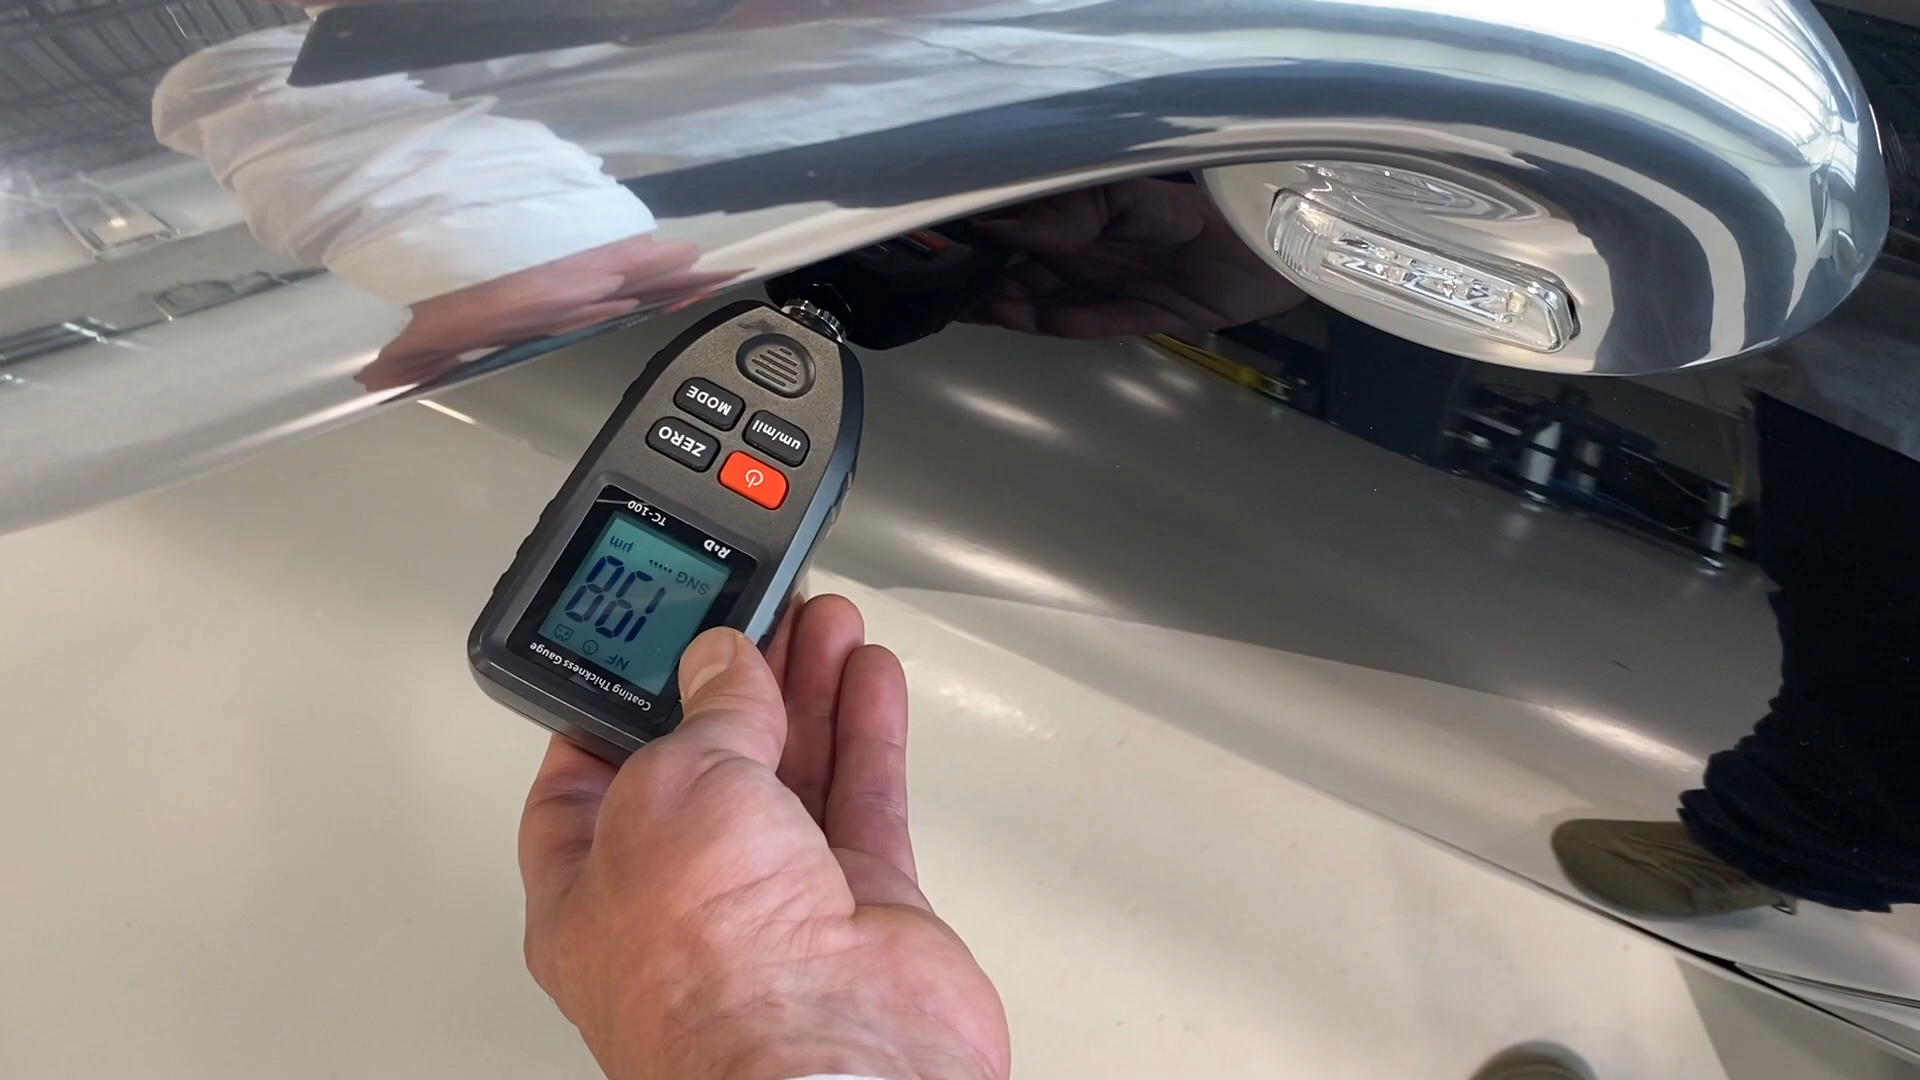 Coating Thickness Gauge
NF
198
SNG µm
R&D TC-100
ZERO
um/mil MODE